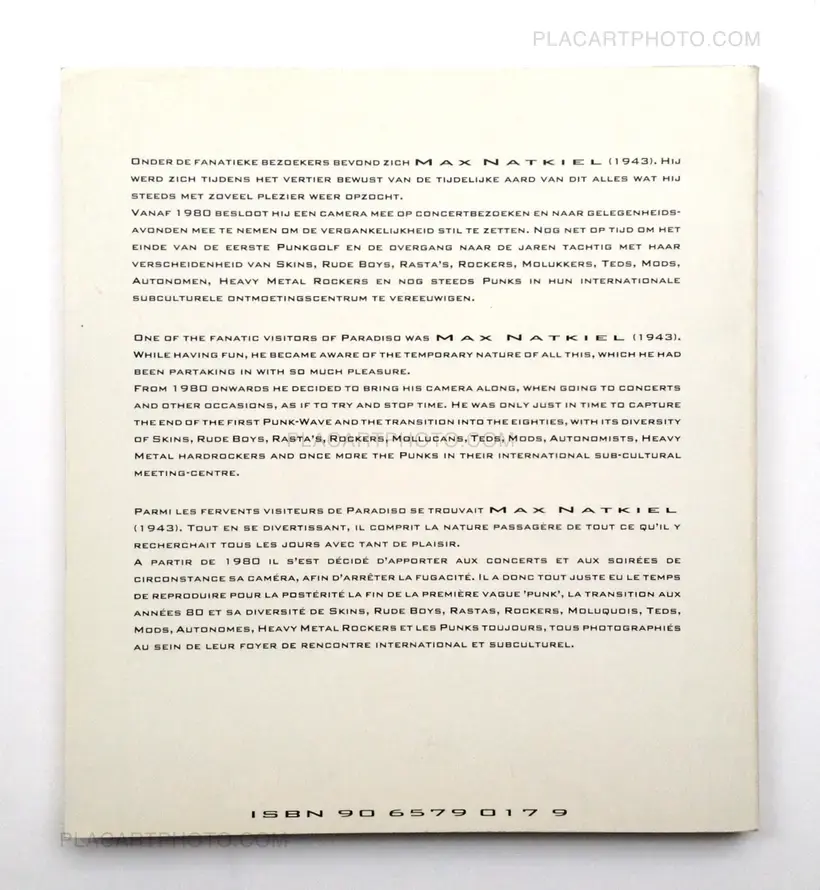 PLACARTPHOTO.COM
Onder de fanatieke bezoekers bevond zich Max Natkiel (1943). Hij
werd zich tijdens het vertier bewust van de tijdelijke aard van dit alles wat hij
steeds met zoveel plezier weer opzocht.
Vanaf 1980 besloot hij een camera mee op concertbezoeken en naar gelegenheids-
avonden mee te nemen om de vergankelijkheid stil te zetten. Nog net op tijd om het
einde van de eerste Punkgolf en de overgang naar de jaren tachtig met haar
verscheidenheid van Skins, Rude Boys, Rasta's, Rockers, Molukkers, Teds, Mods,
Autonomen, Heavy Metal Rockers en nog steeds Punks in hun internationale
subculturele ontmoetingscentrum te vereeuwigen.
One of the fanatic visitors of Paradiso was Max Natkiel (1943).
While having fun, he became aware of the temporary nature of all this, which he had
been partaking in with so much pleasure.
From 1980 onwards he decided to bring his camera along, when going to concerts
and other occasions, as if to try and stop time. He was only just in time to capture
the end of the first Punk-Wave and the transition into the eighties, with its diversity
of Skins, Rude Boys, Rasta's, Rockers, Mollucans, Teds, Mods, Autonomists, Heavy
Metal hardrockers and once more the Punks in their international sub-cultural
meeting-centre.
PLACARTPHOTO.COM
Parmi les fervents visiteurs de Paradiso se trouvait Max Natkiel
(1943). Tout en se divertissant, il comprit la nature passagère de tout ce qu'il y
recherchait tous les jours avec tant de plaisir.
A partir de 1980 il s'est décidé d'apporter aux concerts et aux soirées de
circonstance sa caméra, afin d'arrêter la fugacité. Il a donc tout juste eu le temps
de reproduire pour la postérité la fin de la première vague 'punk', la transition aux
années 80 et sa diversité de Skins, Rude Boys, Rastas, Rockers, Moluquois, Teds,
Mods, Autonomes, Heavy Metal Rockers et les Punks toujours, tous photographiés
au sein de leur foyer de rencontre international et subculturel.
ISBN 90 6579 017 9
PLACARTPHOTO.COM